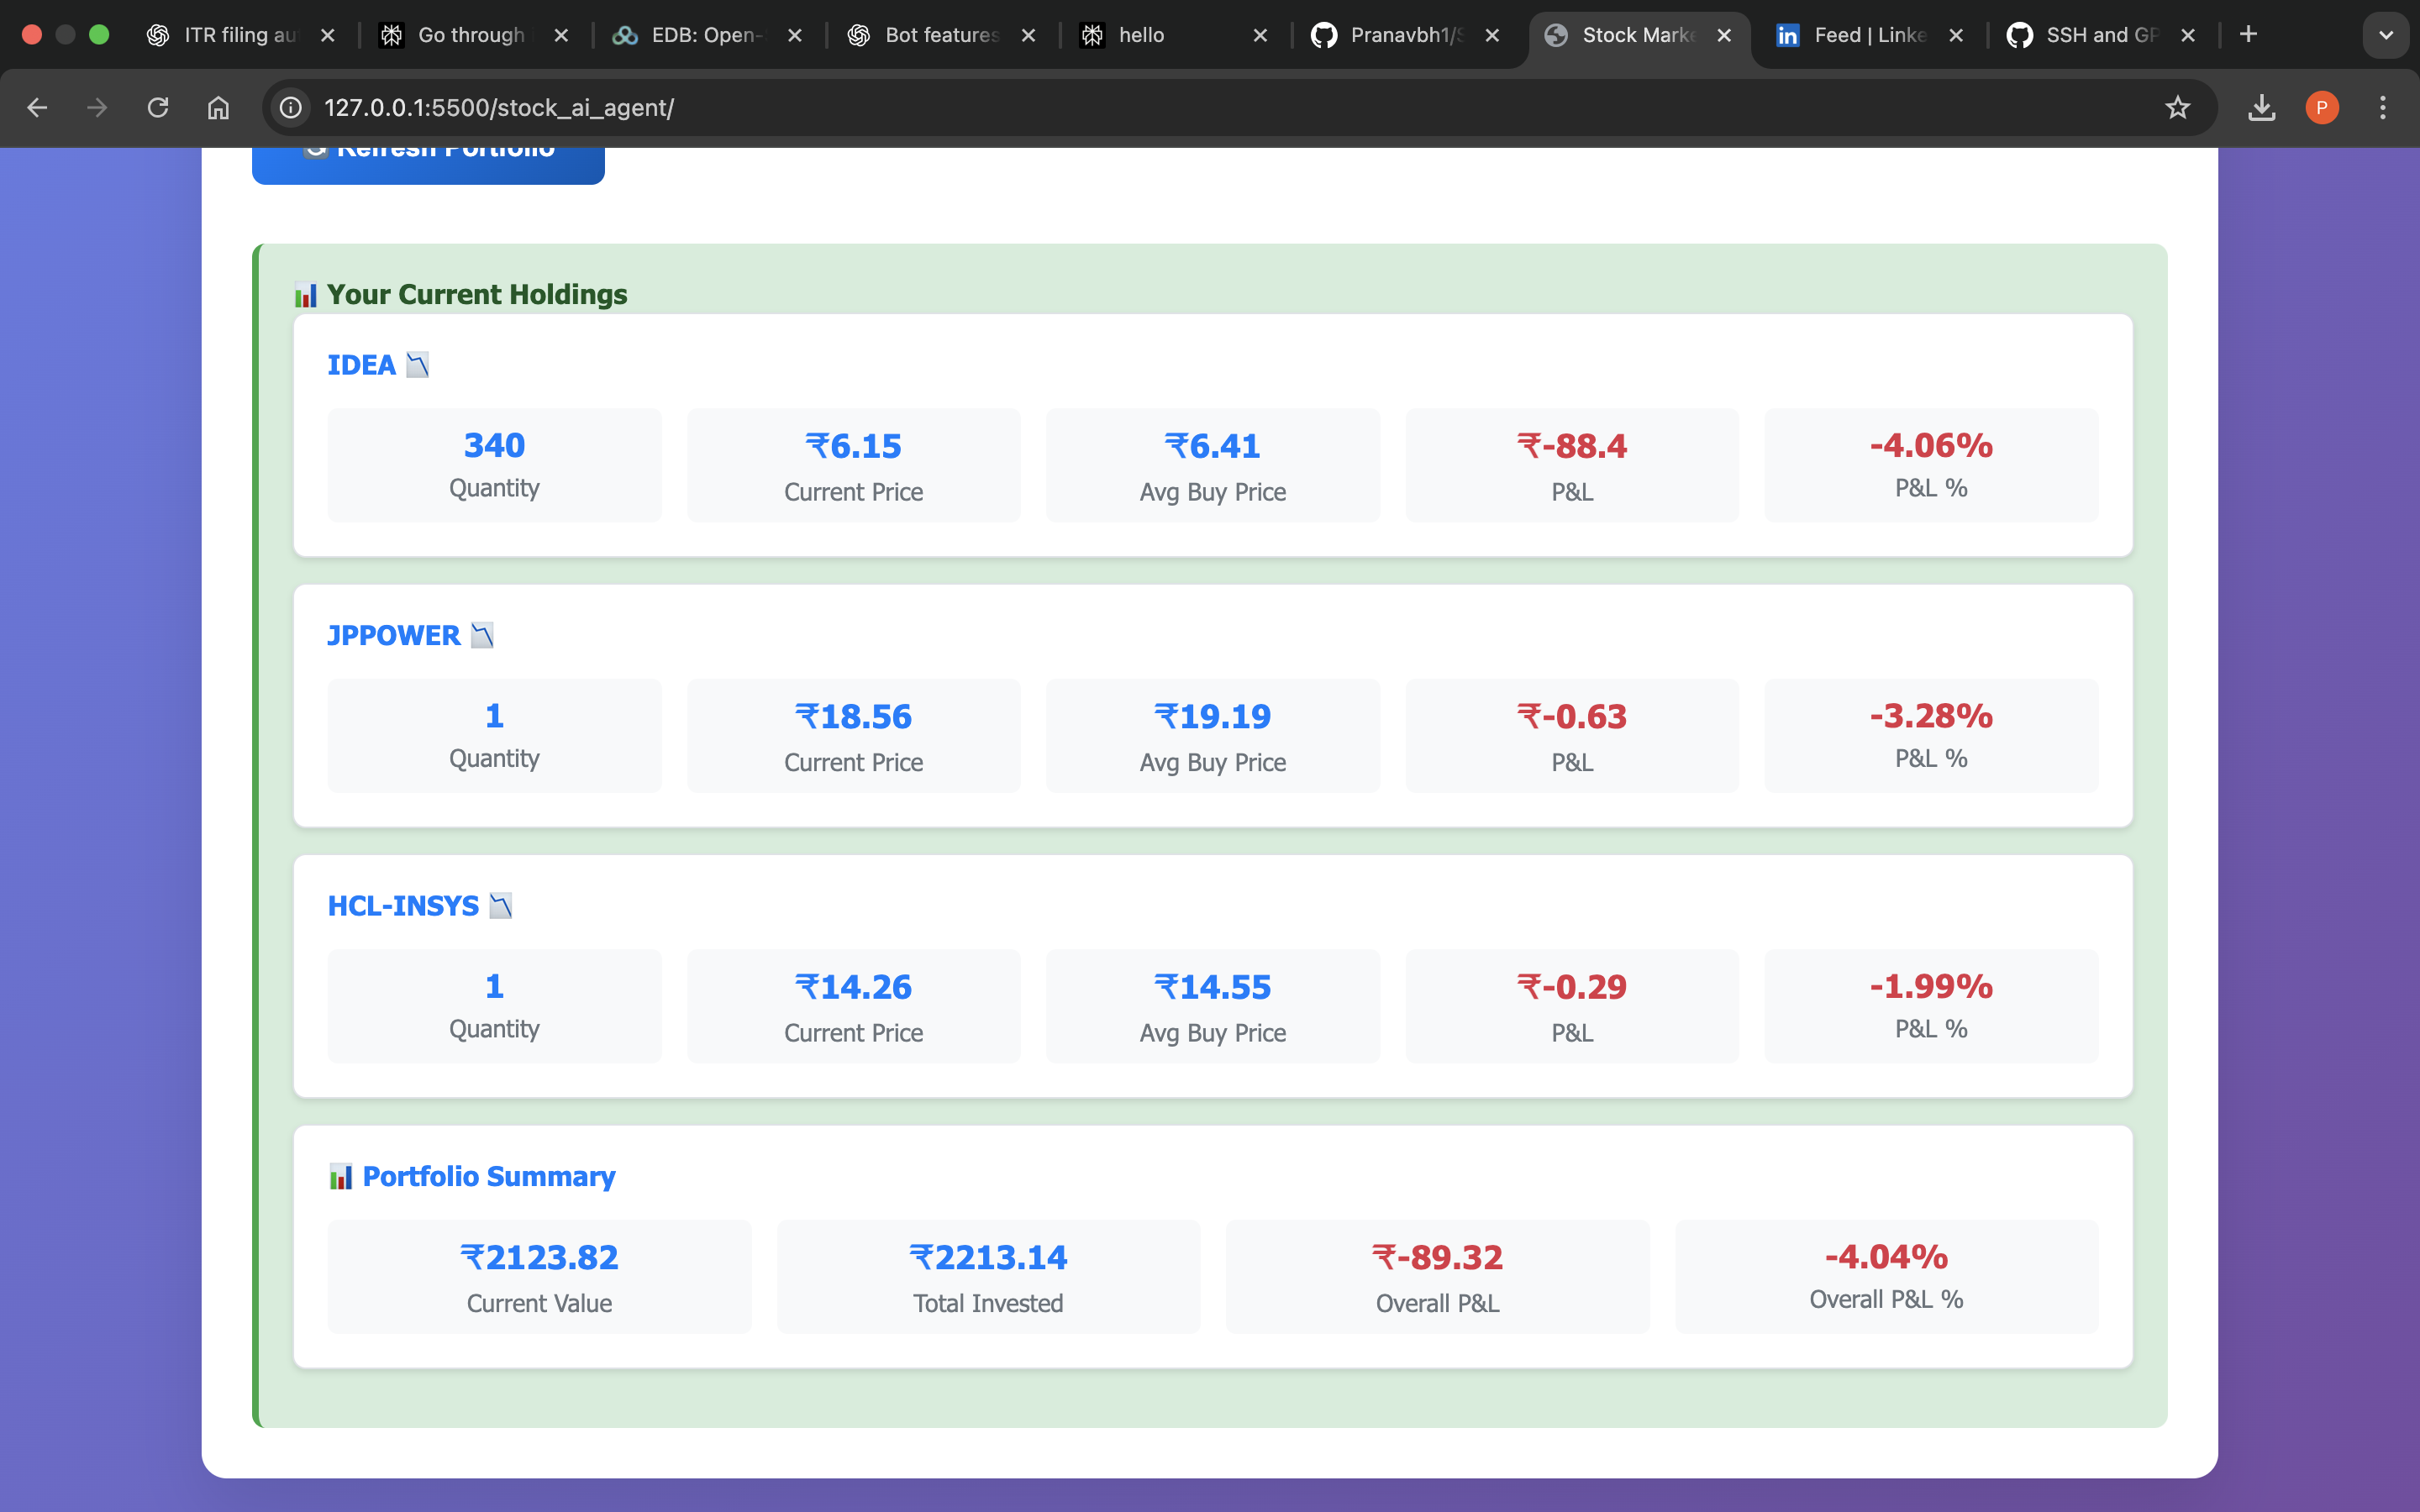 ITR filing au
Go through
EDB: Open-
Bot features
hello
Pranavbh1/S
Stock Marke
Feed | Linke
SSH and GP
127.0.0.1:5500/stock_ai_agent/
P
Refresh Portfolio
Your Current Holdings
IDEA
340
₹6.15
₹6.41
₹-88.4
-4.06%
Quantity
Current Price
Avg Buy Price
P&L
P&L %
JPPOWER
1
₹18.56
₹19.19
₹-0.63
-3.28%
Quantity
Current Price
Avg Buy Price
P&L
P&L %
HCL-INSYS
1
₹14.26
₹14.55
₹-0.29
-1.99%
Quantity
Current Price
Avg Buy Price
P&L
P&L %
Portfolio Summary
₹2123.82
₹2213.14
₹-89.32
-4.04%
Current Value
Total Invested
Overall P&L
Overall P&L %